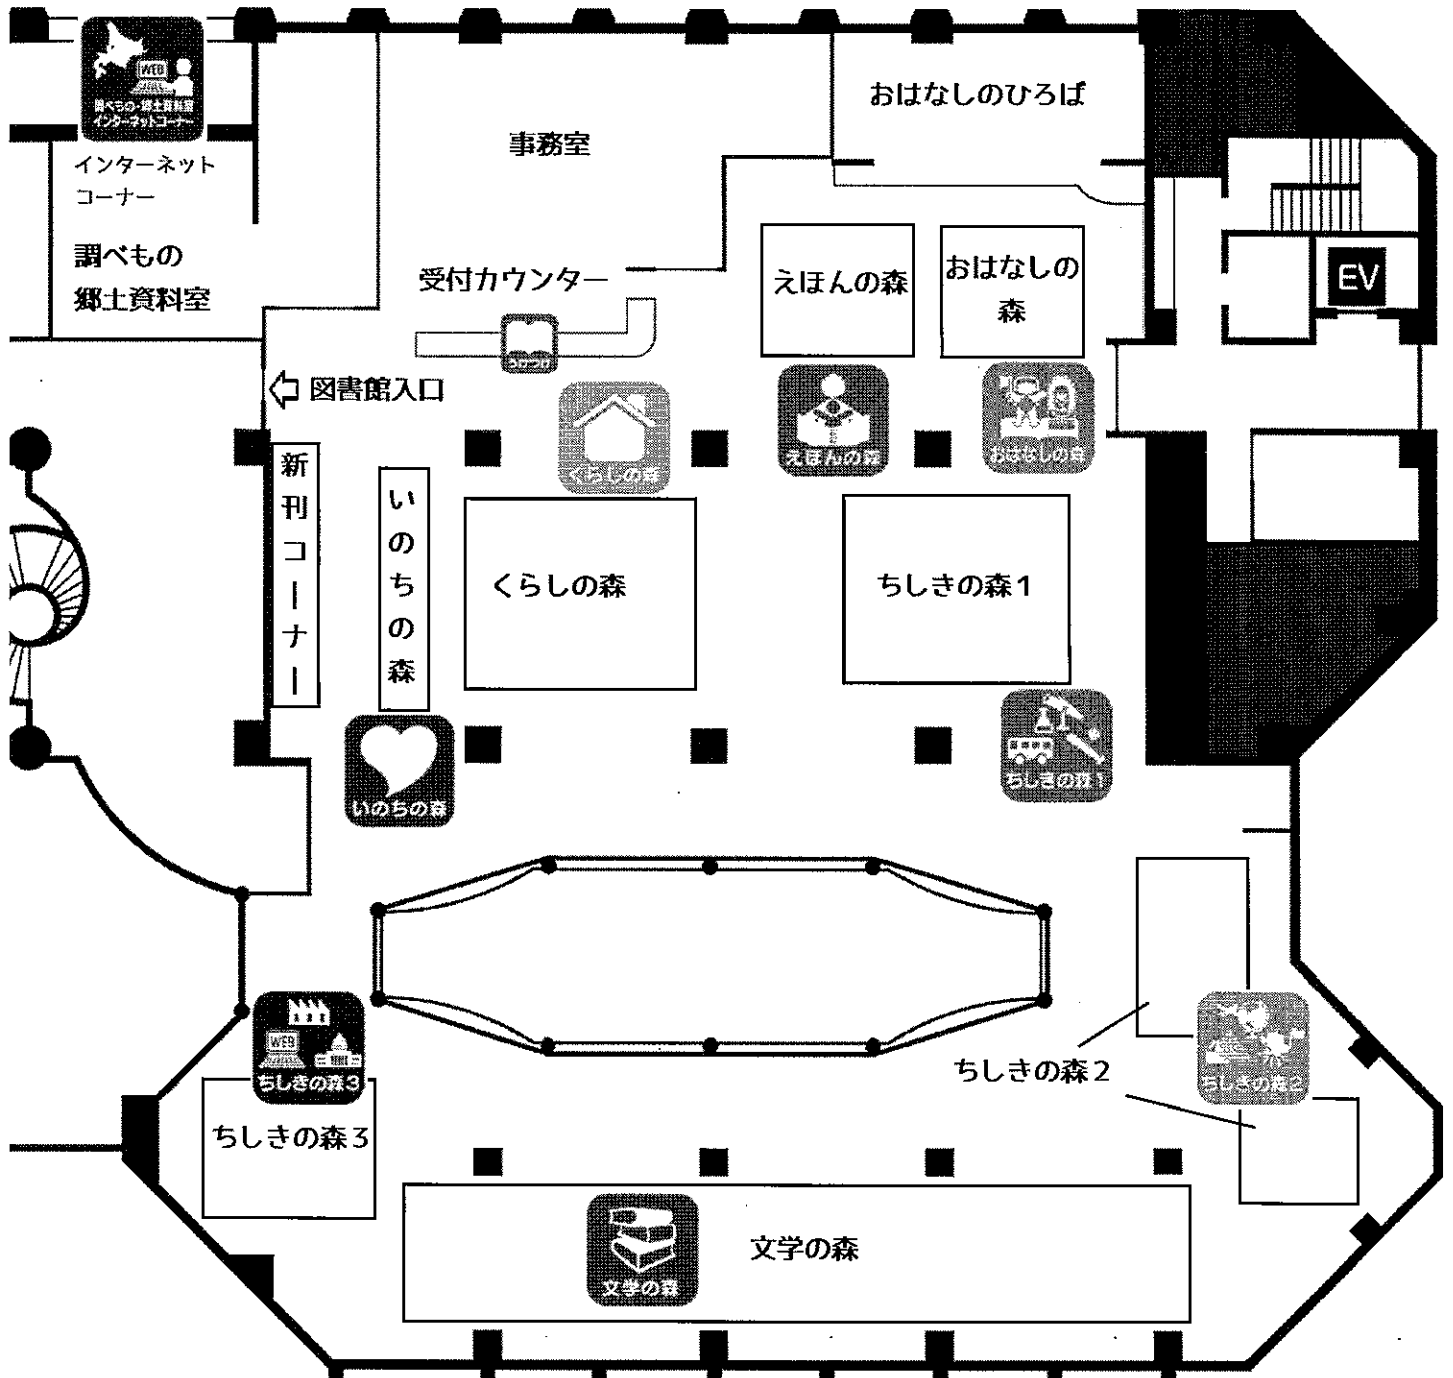 WEB
調べもの・郷土資料室
インターネットコーナー
インターネット
コーナー
調べもの
郷土資料室
事務室
おはなしのひろば
受付カウンター
うけつけ
えほんの森
おはなしの
森
EV
⇦ 図書館入口
くらしの森
えほんの森
おはなしの森
新刊コーナー
いのちの森
くらしの森
ちしきの森1
いのちの森
ちしきの森1
WEB
ちしきの森3
ちしきの森3
ちしきの森2
ちしきの森2
文学の森
文学の森